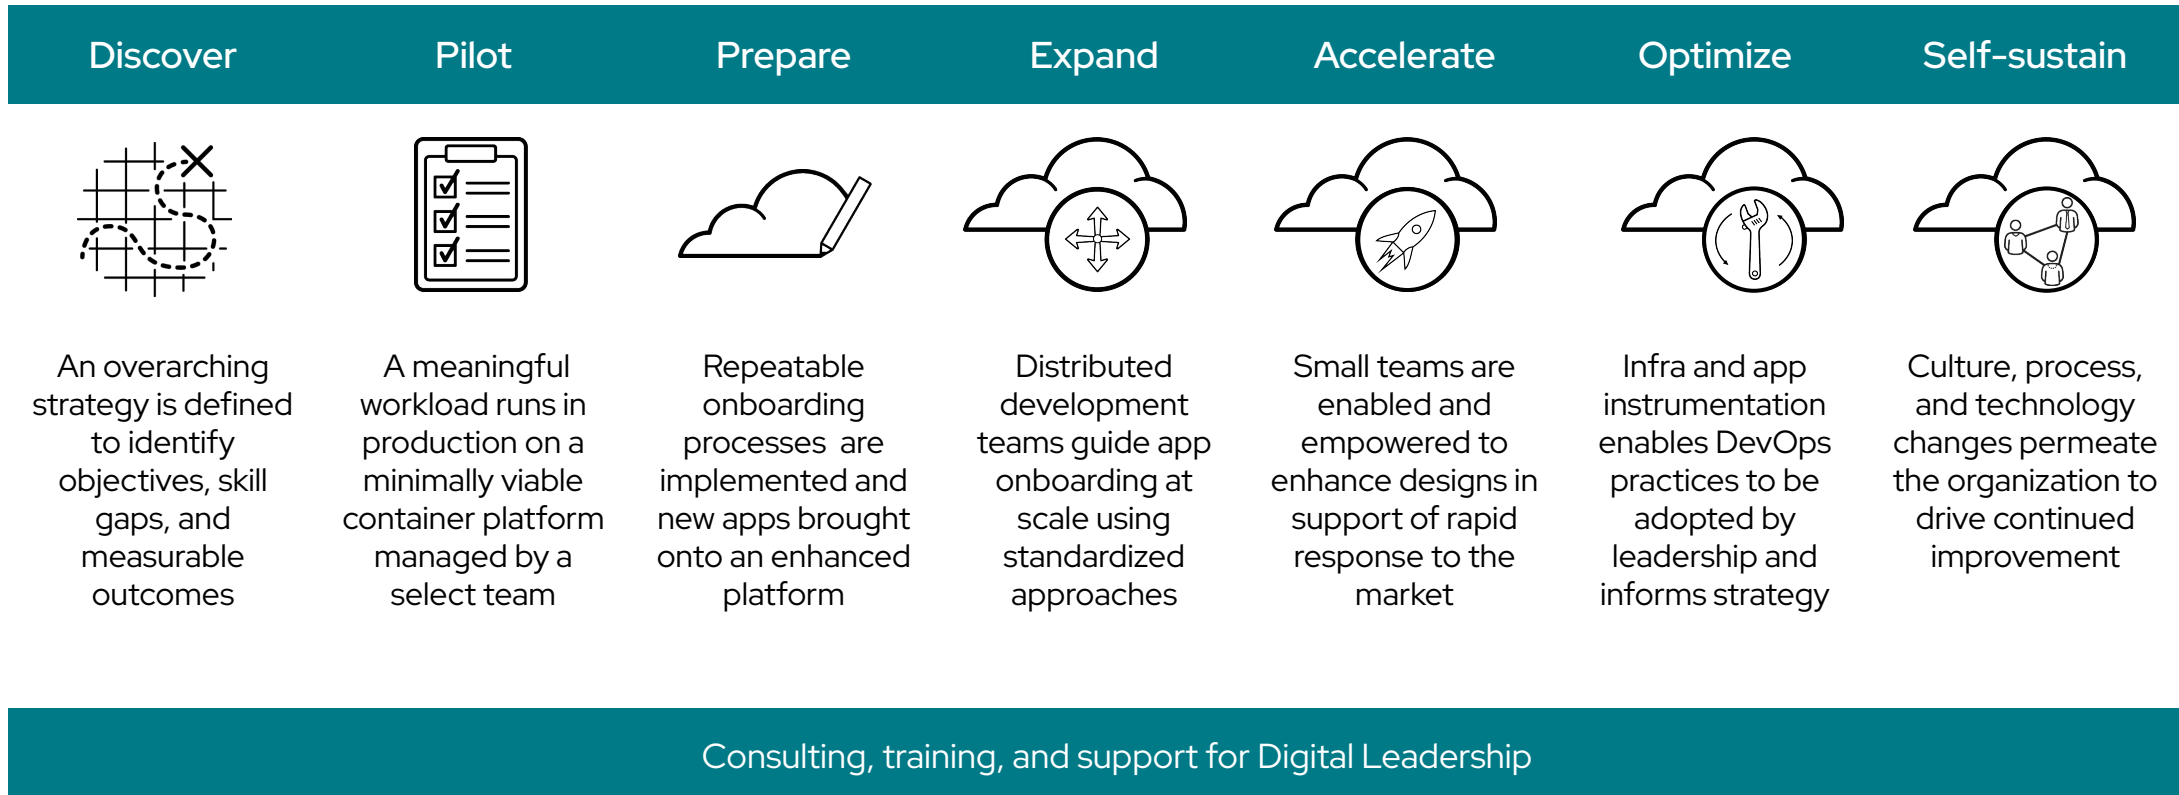 Discover
Pilot
Prepare
Expand
Accelerate
Optimize
Self-sustain
An overarching
strategy is defined
to identify
objectives, skill
gaps, and
measurable
outcomes
A meaningful
workload runs in
production on a
minimally viable
container platform
managed by a
select team
Repeatable
onboarding
processes  are
implemented and
new apps brought
onto an enhanced
platform
Distributed
development
teams guide app
onboarding at
scale using
standardized
approaches
Small teams are
enabled and
empowered to
enhance designs in
support of rapid
response to the
market
Infra and app
instrumentation
enables DevOps
practices to be
adopted by
leadership and
informs strategy
Culture, process,
and technology
changes permeate
the organization to
drive continued
improvement
Consulting, training, and support for Digital Leadership